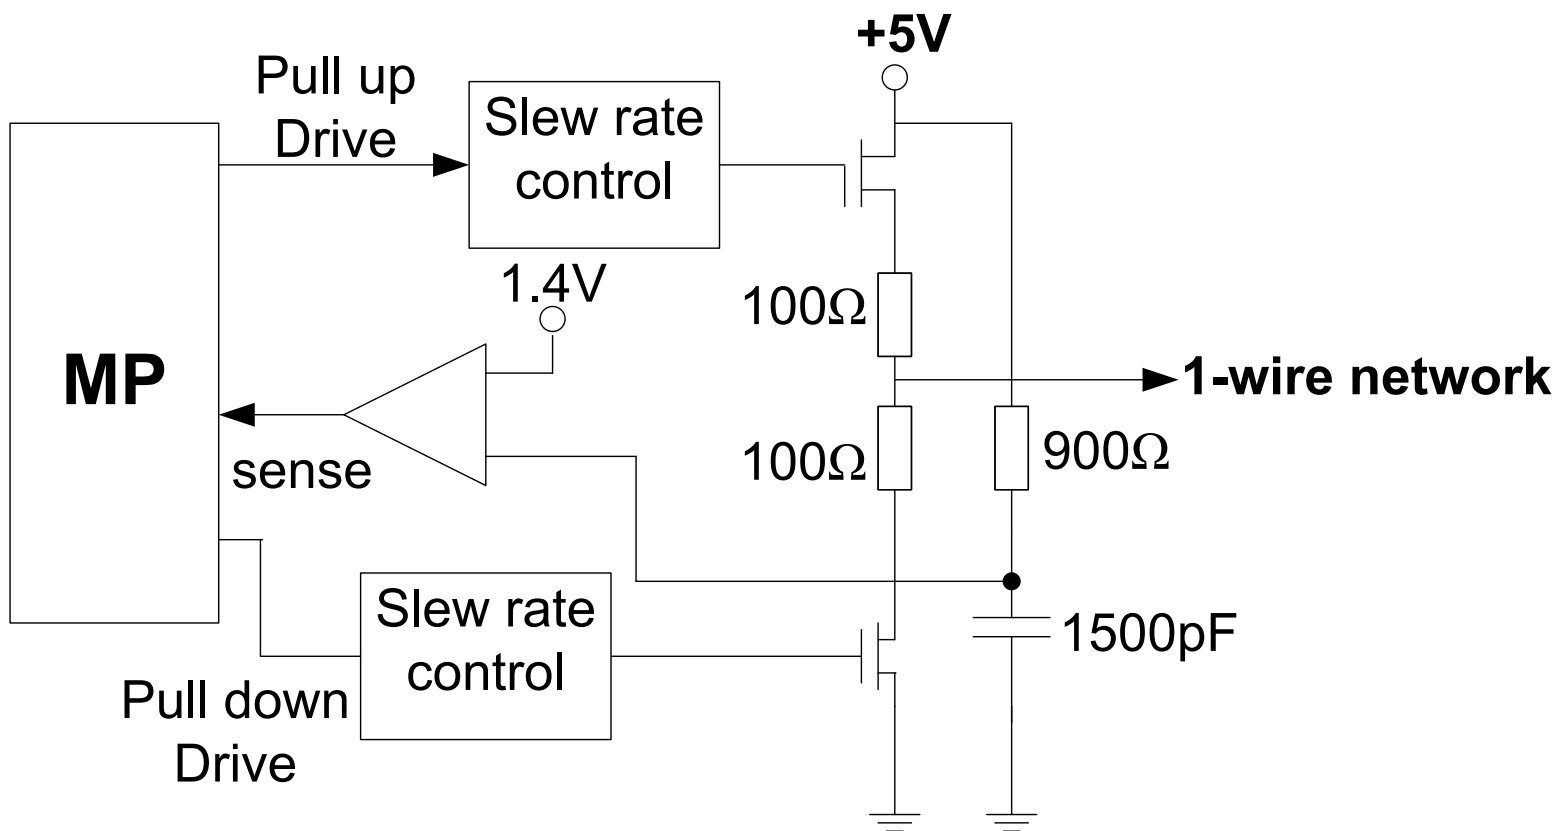 +5V
Pull up
Drive
Slew rate
control
1.4V
100Ω
MP
1-wire network
100Ω
900Ω
sense
Slew rate
control
1500pF
Pull down
Drive